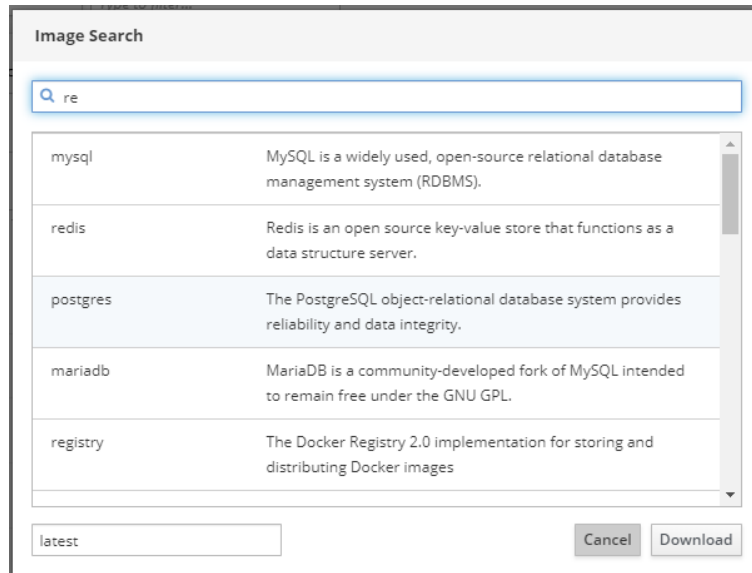 Type to filter...
Image Search
re
mysql
MySQL is a widely used, open-source relational database
management system (RDBMS).
redis
Redis is an open source key-value store that functions as a
data structure server.
postgres
The PostgreSQL object-relational database system provides
reliability and data integrity.
mariadb
MariaDB is a community-developed fork of MySQL intended
to remain free under the GNU GPL.
registry
The Docker Registry 2.0 implementation for storing and
distributing Docker images
latest
Cancel
Download